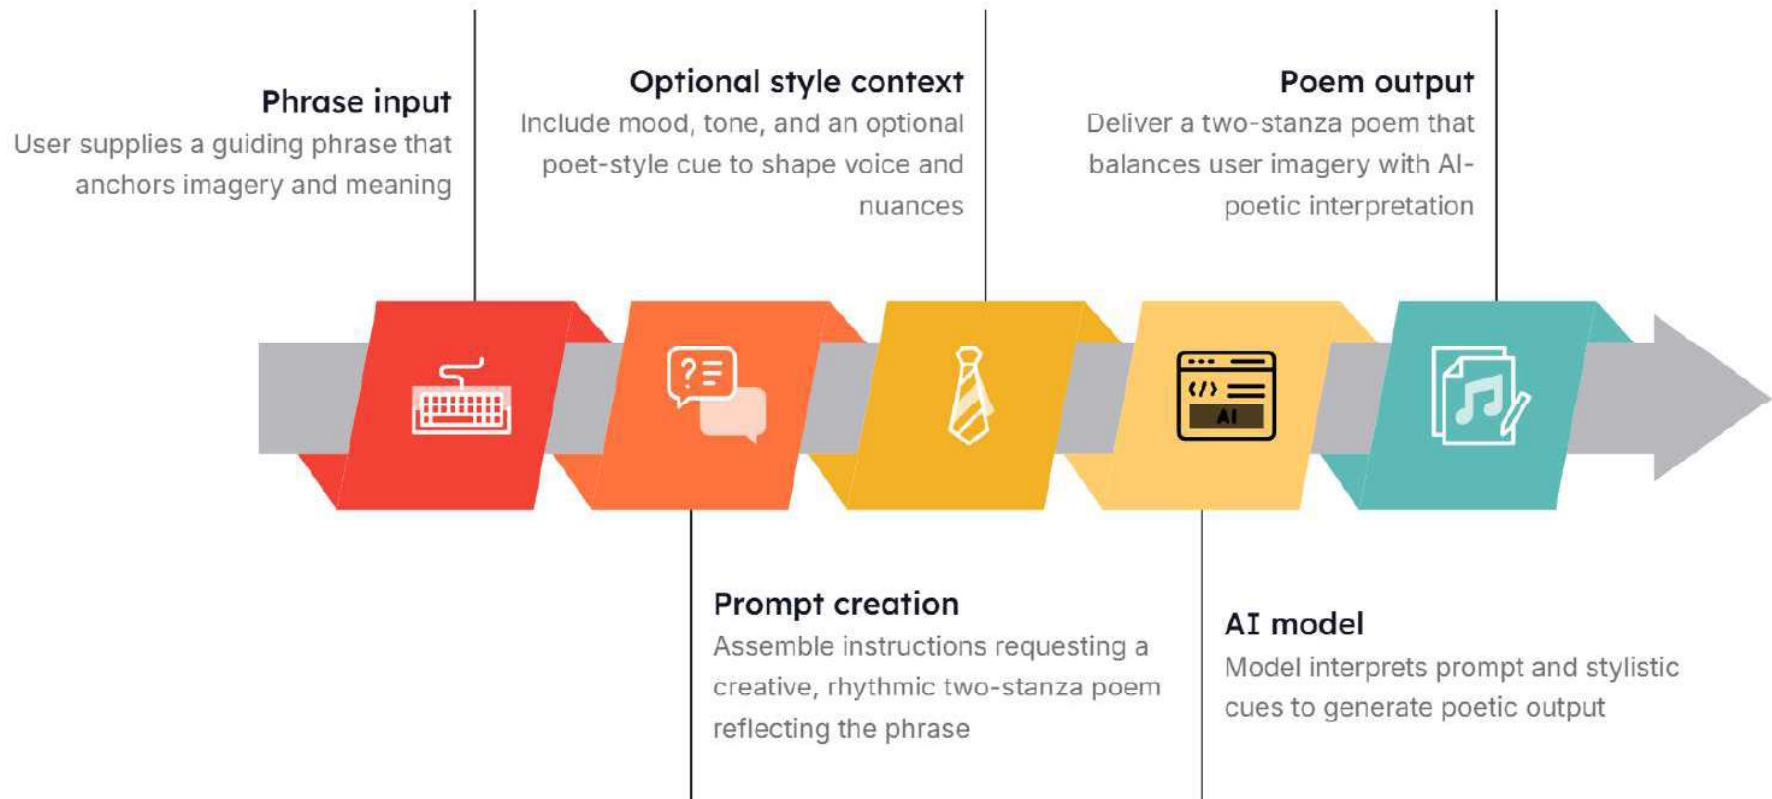 Phrase input
User supplies a guiding phrase that
anchors imagery and meaning
Optional style context
Include mood, tone, and an optional
poet-style cue to shape voice and
nuances
Poem output
Deliver a two-stanza poem that
balances user imagery with AI-
poetic interpretation
?
</>
AI
Prompt creation
Assemble instructions requesting a
creative, rhythmic two-stanza poem
reflecting the phrase
AI model
Model interprets prompt and stylistic
cues to generate poetic output